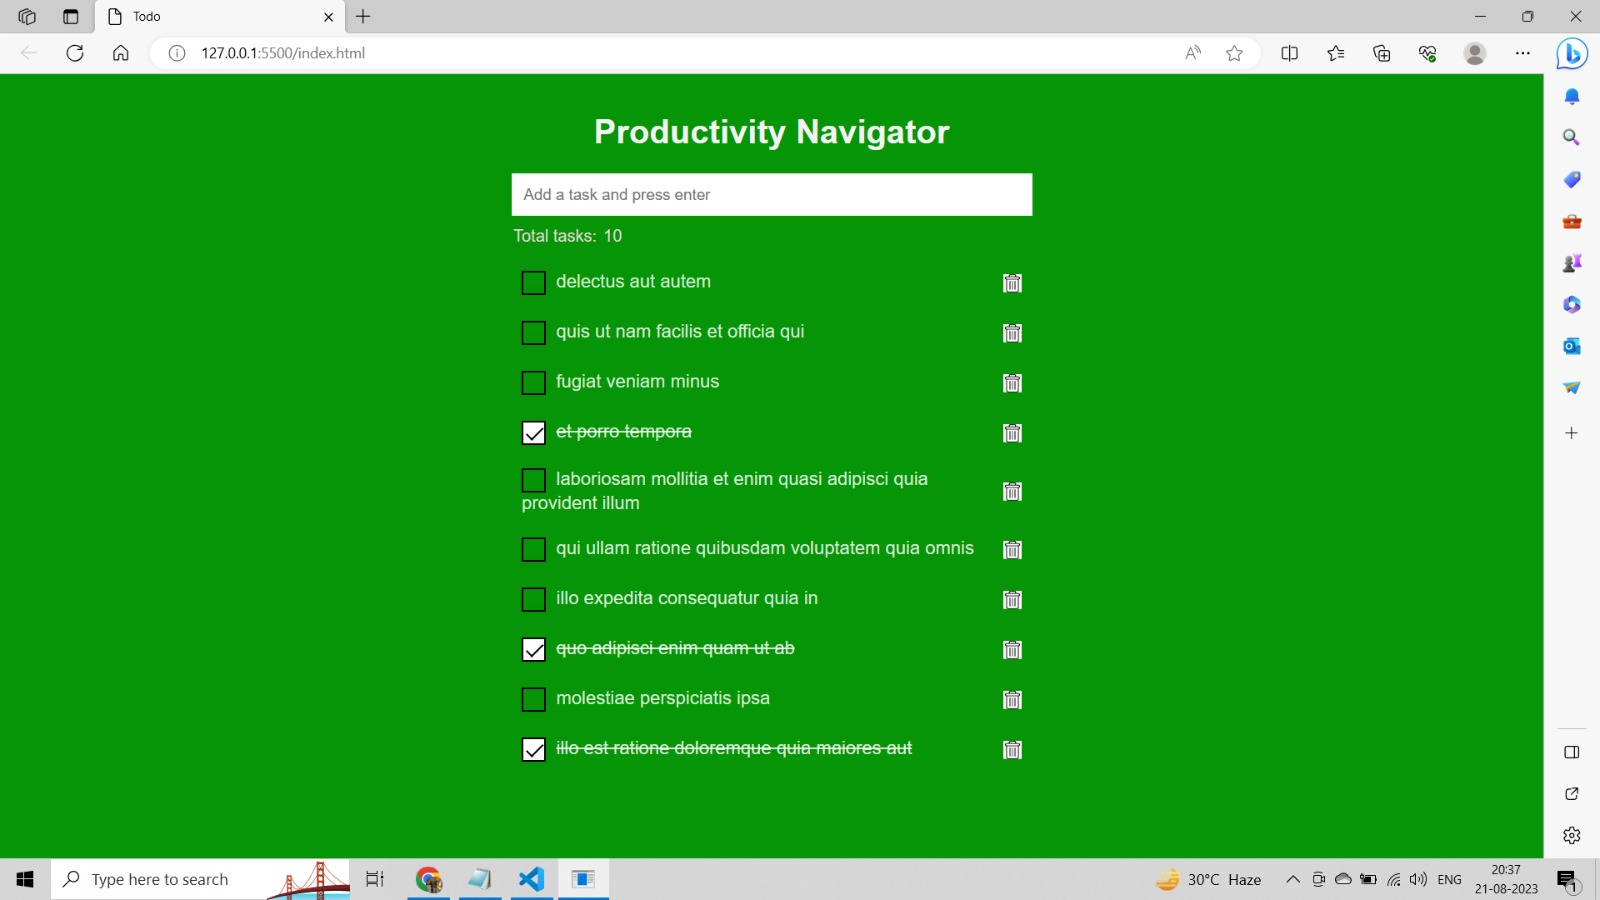 Todo
127.0.0.1:5500/index.html
Productivity Navigator
Add a task and press enter
Total tasks: 10
delectus aut autem
quis ut nam facilis et officia qui
fugiat veniam minus
et porro tempora
laboriosam mollitia et enim quasi adipisci quia
provident illum
qui ullam ratione quibusdam voluptatem quia omnis
illo expedita consequatur quia in
quo adipisci enim quam ut ab
molestiae perspiciatis ipsa
illo est ratione doloremque quia maiores aut
Type here to search
30°C Haze
ENG
20:37
21-08-2023
1